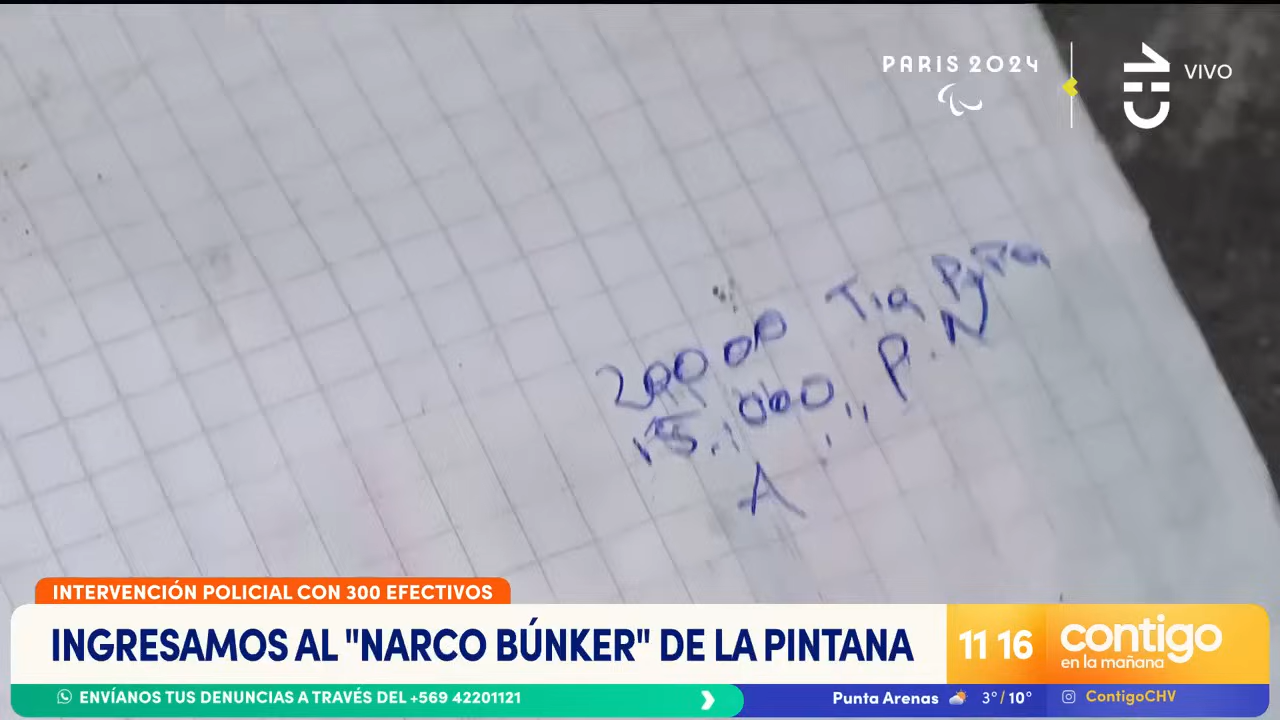 PARIS 2024
CHV
VIVO
20000 Tia
15.000,, P.N
A
INTERVENCIÓN POLICIAL CON 300 EFECTIVOS
INGRESAMOS AL "NARCO BÚNKER" DE LA PINTANA
11 16
contigo
en la mañana
ENVÍANOS TUS DENUNCIAS A TRAVÉS DEL +569 42201121
Punta Arenas 3°/10°
ContigoCHV